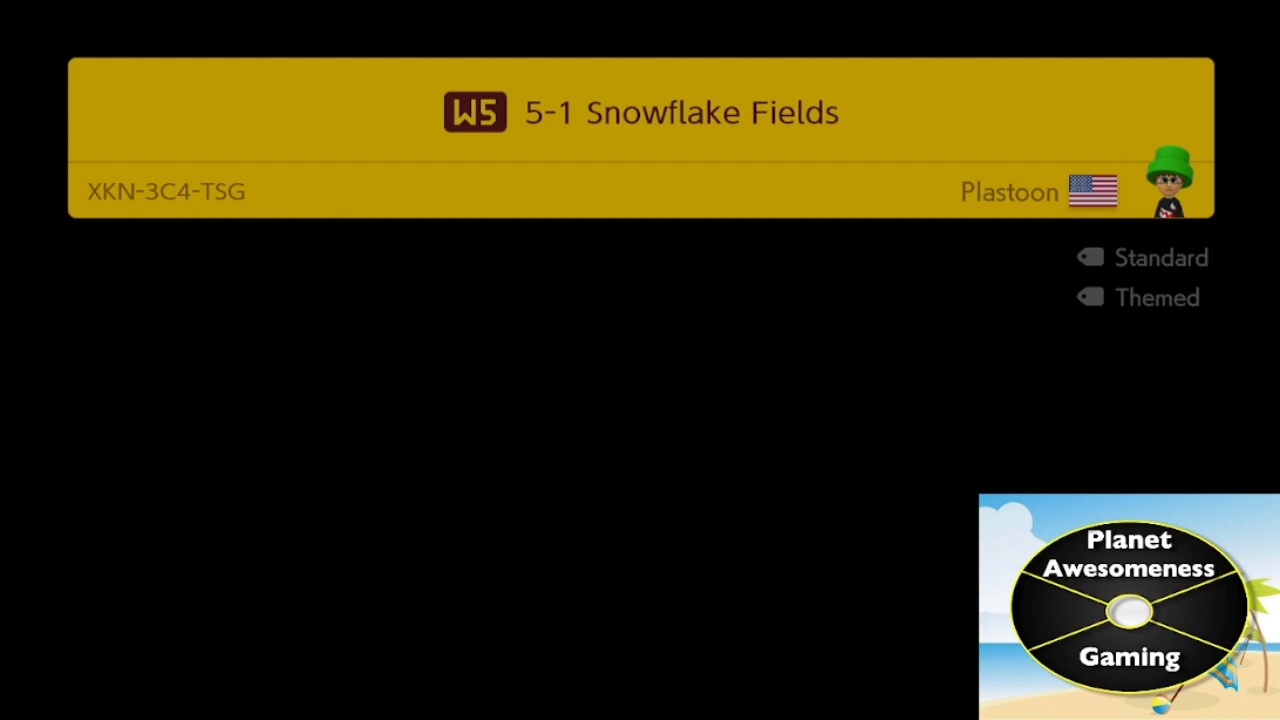 W5 5-1 Snowflake Fields
XKN-3C4-TSG
Plastoon
Standard
Themed
Planet
Awesomeness
Gaming